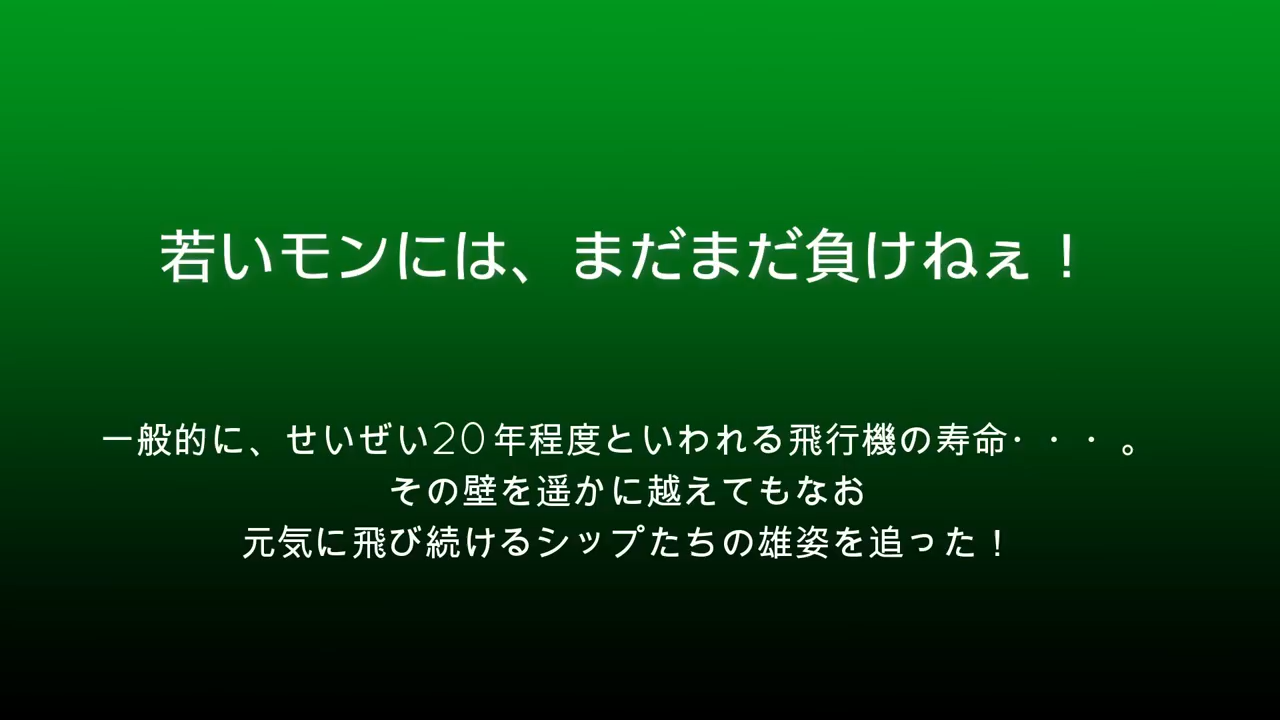 若いモンには、まだまだ負けねぇ！
一般的に、せいぜい20年程度といわれる飛行機の寿命・・・。
その壁を遥かに越えてもなお
元気に飛び続けるシップたちの雄姿を追った！